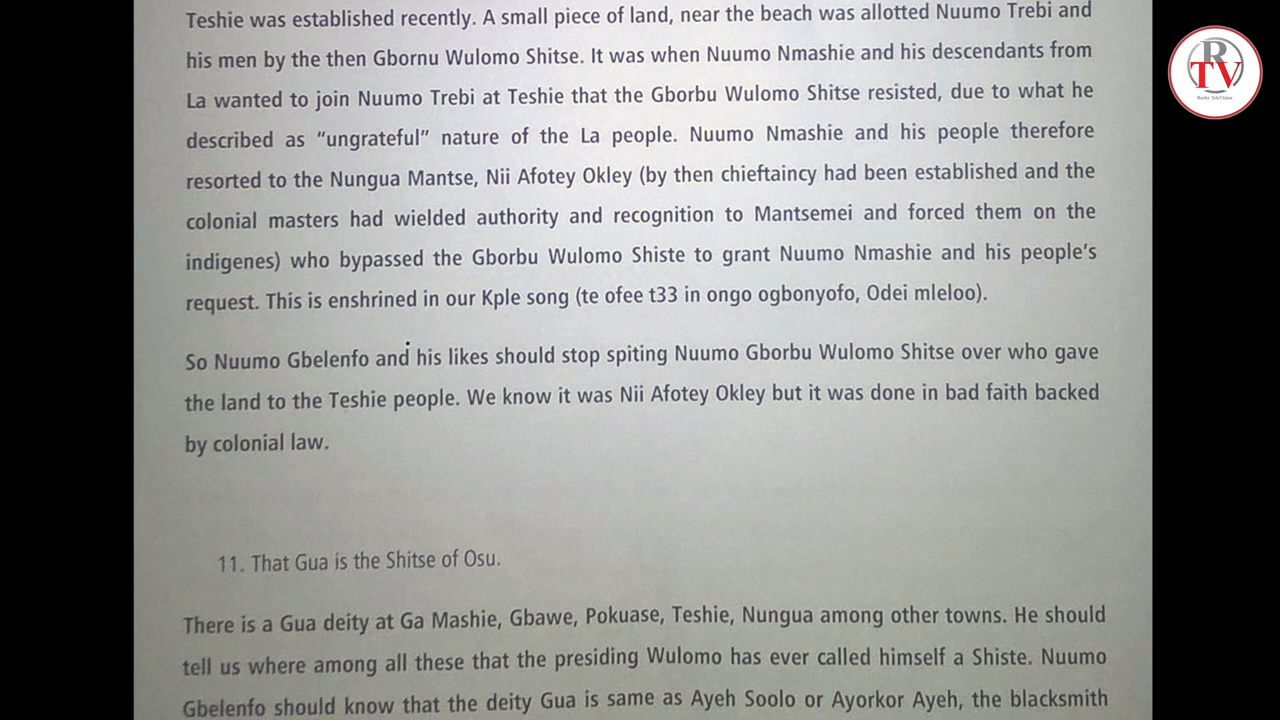 Teshie was established recently. A small piece of land, near the beach was allotted Nuumo Trebi and
his men by the then Gbornu Wulomo Shitse. It was when Nuumo Nmashie and his descendants from
La wanted to join Nuumo Trebi at Teshie that the Gborbu Wulomo Shitse resisted, due to what he
described as “ungrateful” nature of the La people. Nuumo Nmashie and his people therefore
resorted to the Nungua Mantse, Nii Afotey Okley (by then chieftaincy had been established and the
colonial masters had wielded authority and recognition to Mantsemei and forced them on the
indigenes) who bypassed the Gborbu Wulomo Shiste to grant Nuumo Nmashie and his people’s
request. This is enshrined in our Kple song (te ofee t33 in ongo ogbonyofo, Odei mleloo).
So Nuumo Gbelenfo and his likes should stop spiting Nuumo Gborbu Wulomo Shitse over who gave
the land to the Teshie people. We know it was Nii Afotey Okley but it was done in bad faith backed
by colonial law.
11. That Gua is the Shitse of Osu.
There is a Gua deity at Ga Mashie, Gbawe, Pokuase, Teshie, Nungua among other towns. He should
tell us where among all these that the presiding Wulomo has ever called himself a Shiste. Nuumo
Gbelenfo should know that the deity Gua is same as Ayeh Soolo or Ayorkor Ayeh, the blacksmith
R
TV